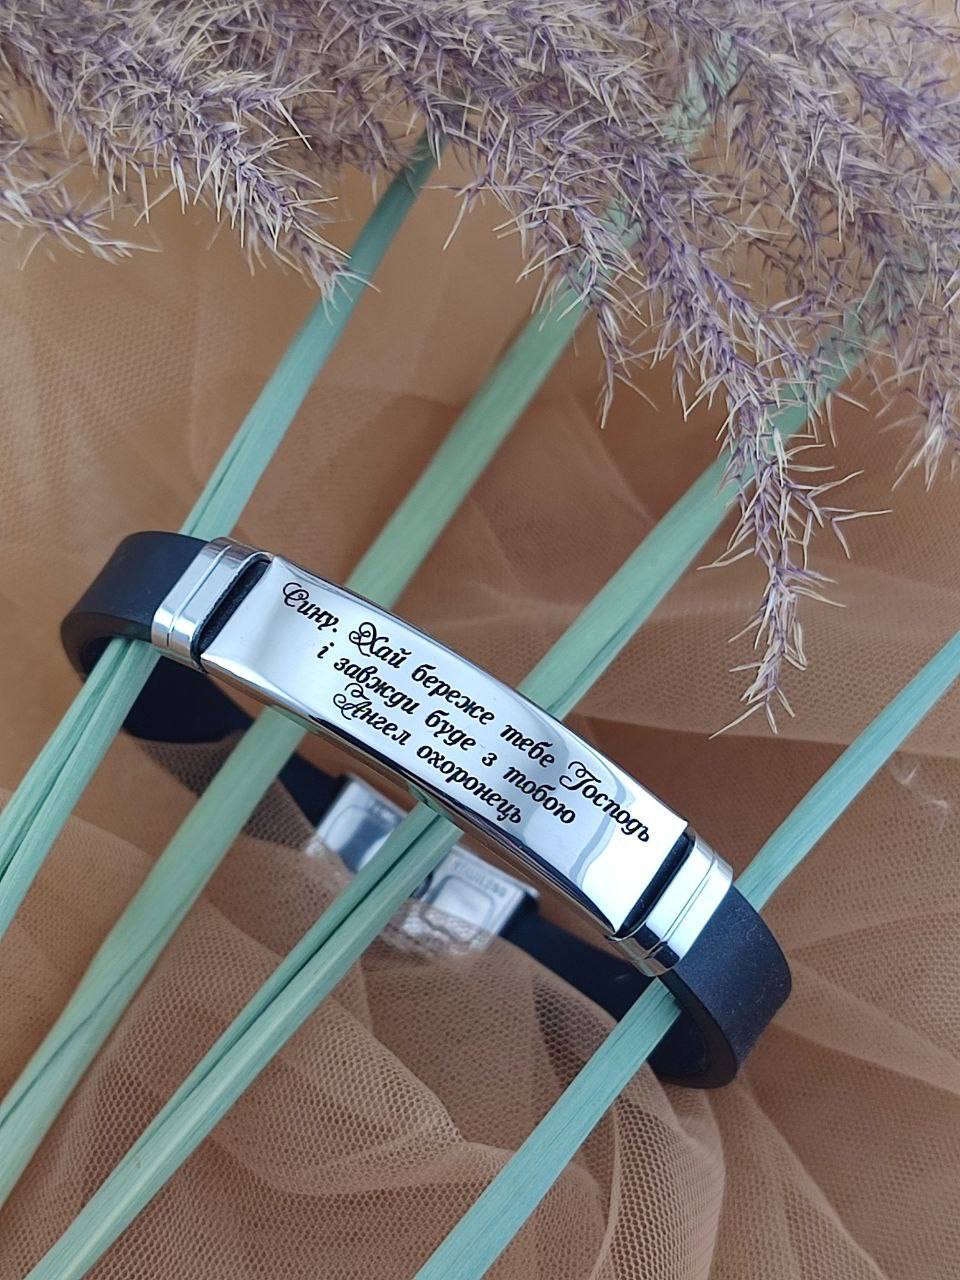 Сину. Хай береже тебе Господь
і завжди буде з тобою
Ангел охоронець